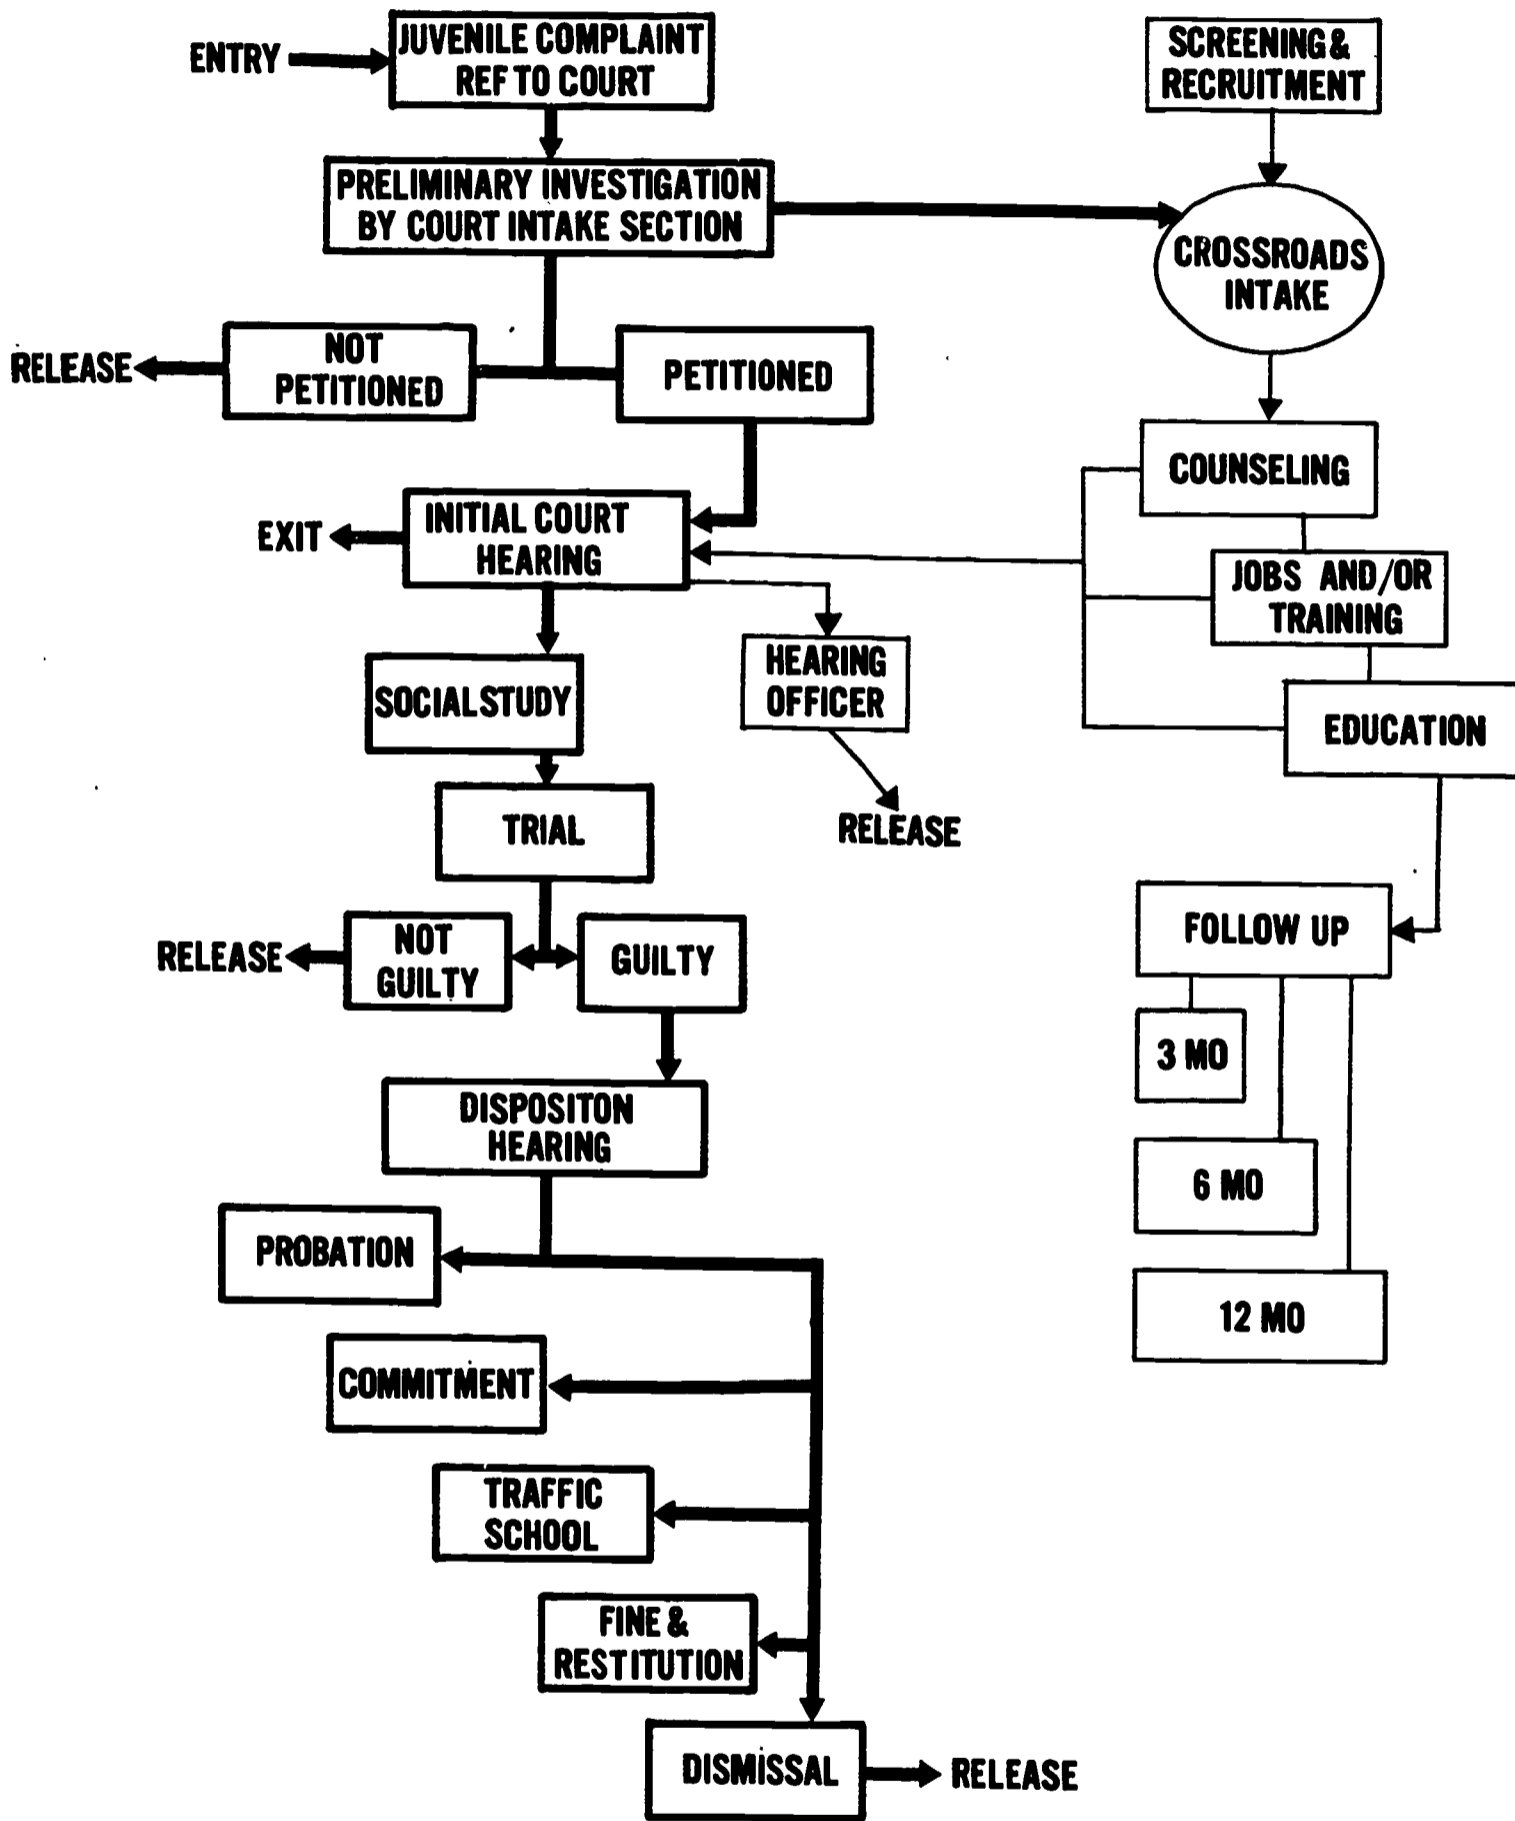 ENTRY
JUVENILE COMPLAINT
REF TO COURT
SCREENING &
RECRUITMENT
PRELIMINARY INVESTIGATION
BY COURT INTAKE SECTION
CROSSROADS
INTAKE
RELEASE
NOT
PETITIONED
PETITIONED
COUNSELING
EXIT
INITIAL COURT
HEARING
JOBS AND/OR
TRAINING
HEARING
OFFICER
SOCIAL STUDY
EDUCATION
TRIAL
RELEASE
RELEASE
NOT
GUILTY
GUILTY
FOLLOW UP
3 MO
DISPOSITON
HEARING
6 MO
PROBATION
12 MO
COMMITMENT
TRAFFIC
SCHOOL
FINE &
RESTITUTION
DISMISSAL
RELEASE